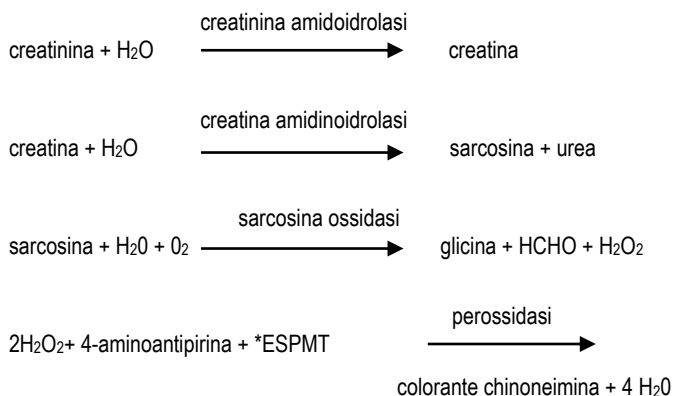 creatinina amidoidrolasi
creatinina + H₂O creatina
creatina amidinoidrolasi
creatina + H₂O sarcosina + urea
sarcosina ossidasi
sarcosina + H₂0 + 0₂ glicina + HCHO + H₂O₂
perossidasi
2H₂O₂+ 4-aminoantipirina + *ESPMT
colorante chinoneimina + 4 H₂0